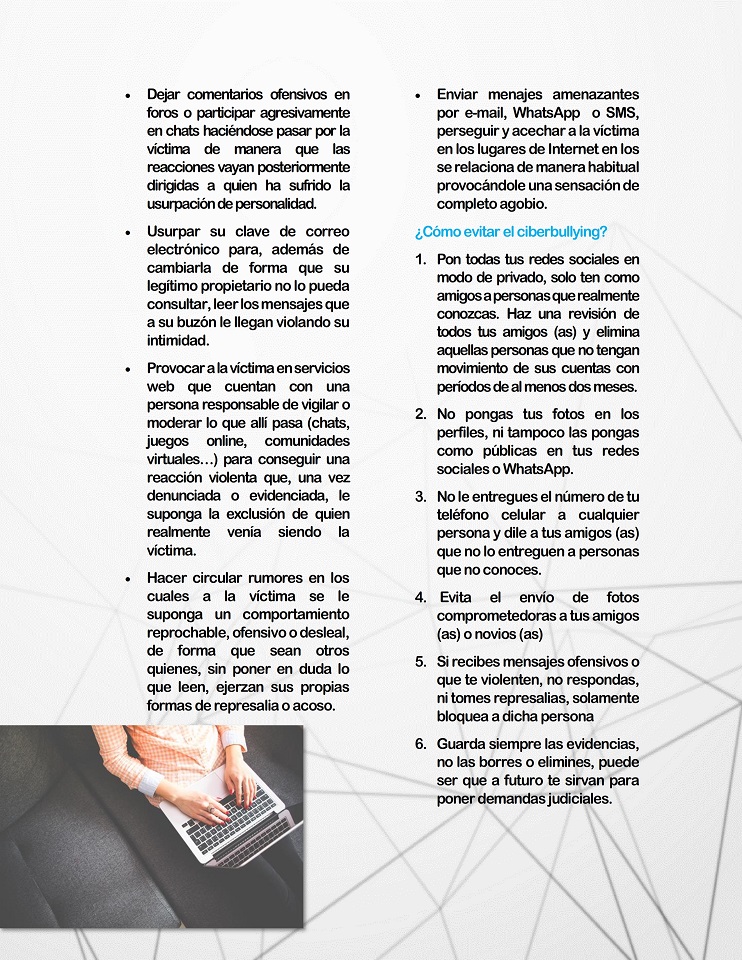 • Dejar comentarios ofensivos en
foros o participar agresivamente
en chats haciéndose pasar por la
víctima de manera que las
reacciones vayan posteriormente
dirigidas a quien ha sufrido la
usurpación de personalidad.
• Usurpar su clave de correo
electrónico para, además de
cambiarla de forma que su
legítimo propietario no lo pueda
consultar, leer los mensajes que
a su buzón le llegan violando su
intimidad.
• Provocar a la víctima en servicios
web que cuentan con una
persona responsable de vigilar o
moderar lo que allí pasa (chats,
juegos online, comunidades
virtuales…) para conseguir una
reacción violenta que, una vez
denunciada o evidenciada, le
suponga la exclusión de quien
realmente venía siendo la
víctima.
• Hacer circular rumores en los
cuales a la víctima se le
suponga un comportamiento
reprochable, ofensivo o desleal,
de forma que sean otros
quienes, sin poner en duda lo
que leen, ejerzan sus propias
formas de represalia o acoso.
• Enviar menajes amenazantes
por e-mail, WhatsApp o SMS,
perseguir y acechar a la víctima
en los lugares de Internet en los
se relaciona de manera habitual
provocándole una sensación de
completo agobio.
¿Cómo evitar el ciberbullying?
1. Pon todas tus redes sociales en
modo de privado, solo ten como
amigos a personas que realmente
conozcas. Haz una revisión de
todos tus amigos (as) y elimina
aquellas personas que no tengan
movimiento de sus cuentas con
períodos de al menos dos meses.
2. No pongas tus fotos en los
perfiles, ni tampoco las pongas
como públicas en tus redes
sociales o WhatsApp.
3. No le entregues el número de tu
teléfono celular a cualquier
persona y dile a tus amigos (as)
que no lo entreguen a personas
que no conoces.
4. Evita el envío de fotos
comprometedoras a tus amigos
(as) o novios (as)
5. Si recibes mensajes ofensivos o
que te violenten, no respondas,
ni tomes represalias, solamente
bloquea a dicha persona
6. Guarda siempre las evidencias,
no las borres o elimines, puede
ser que a futuro te sirvan para
poner demandas judiciales.